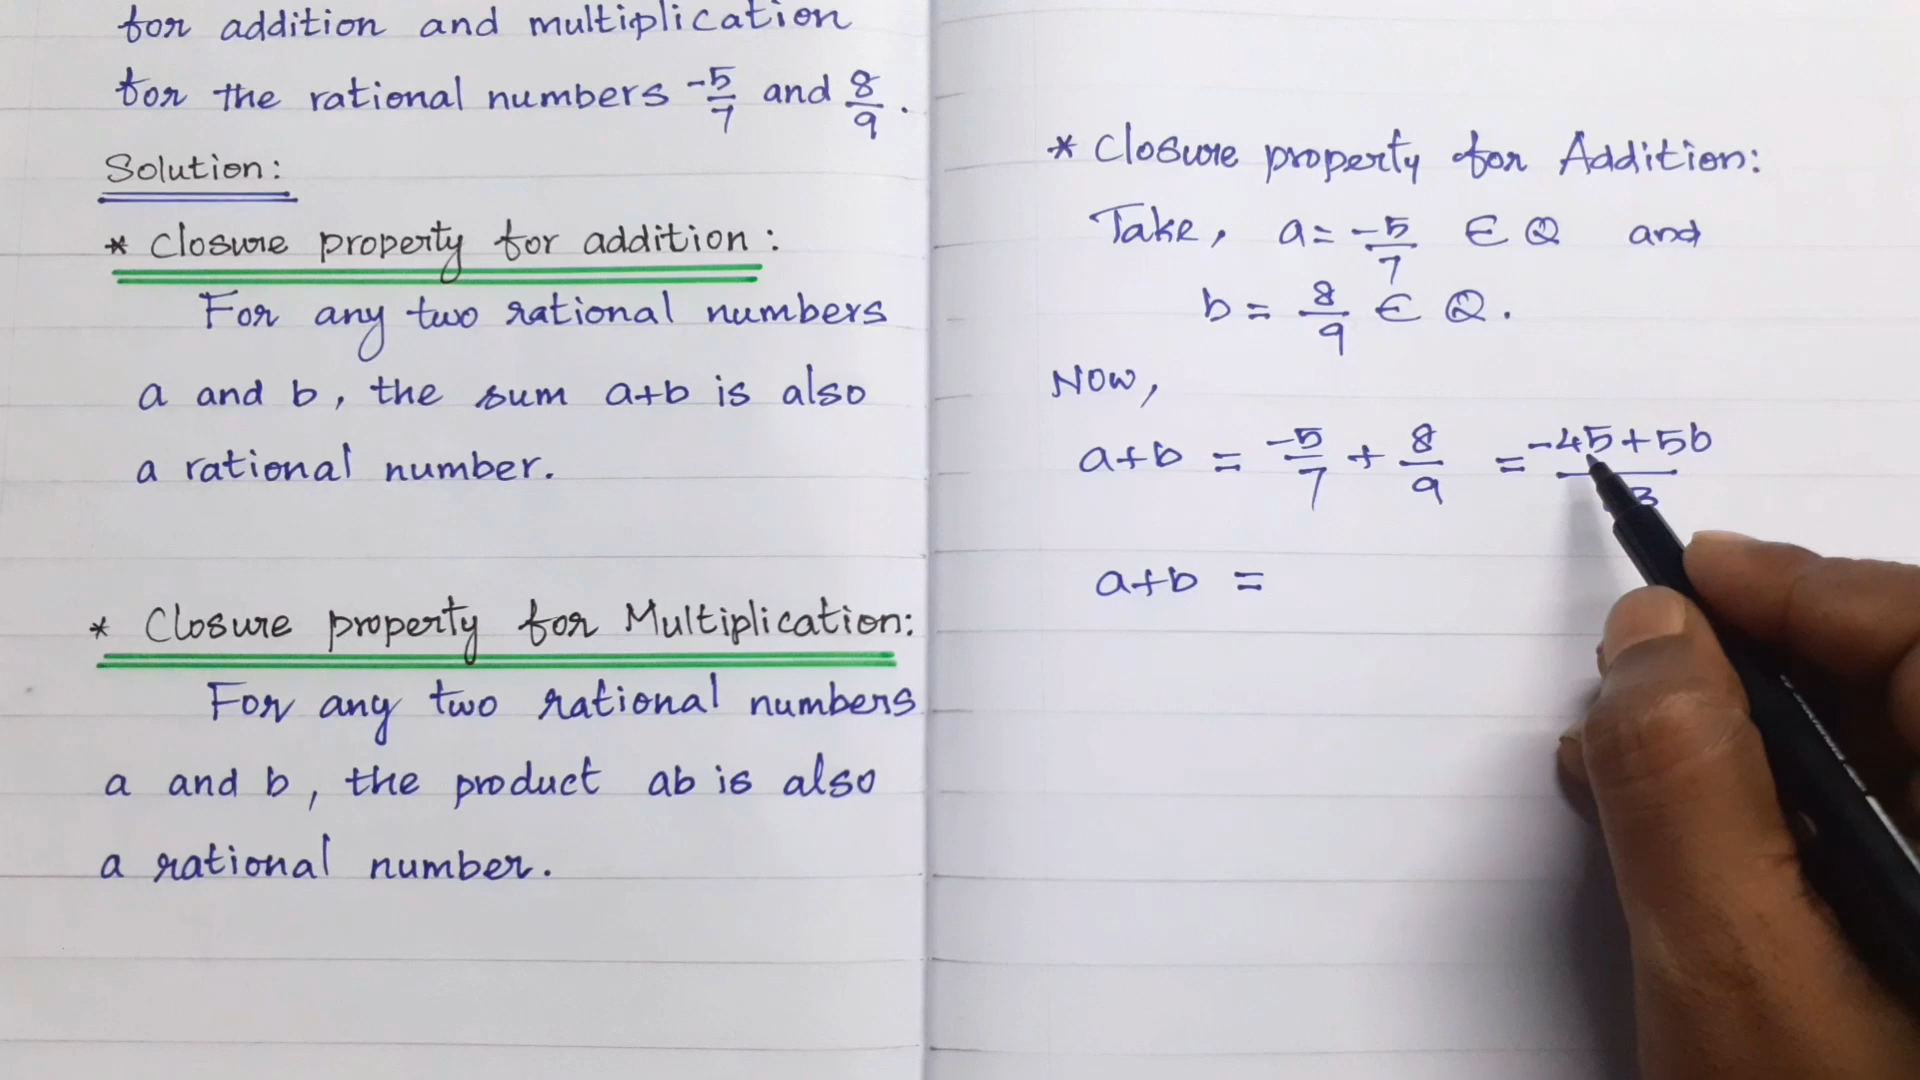 for addition and multiplication
for the rational numbers -5/7 and 8/9.
Solution:
* Closure property for addition:
For any two rational numbers
a and b, the sum a+b is also
a rational number.
* Closure property for Multiplication:
For any two rational numbers
a and b, the product ab is also
a rational number.
* Closure property for Addition:
Take, a = -5/7 ∈ Q and
b = 8/9 ∈ Q.
Now,
a+b = -5/7 + 8/9 = -45+56/3
a+b =